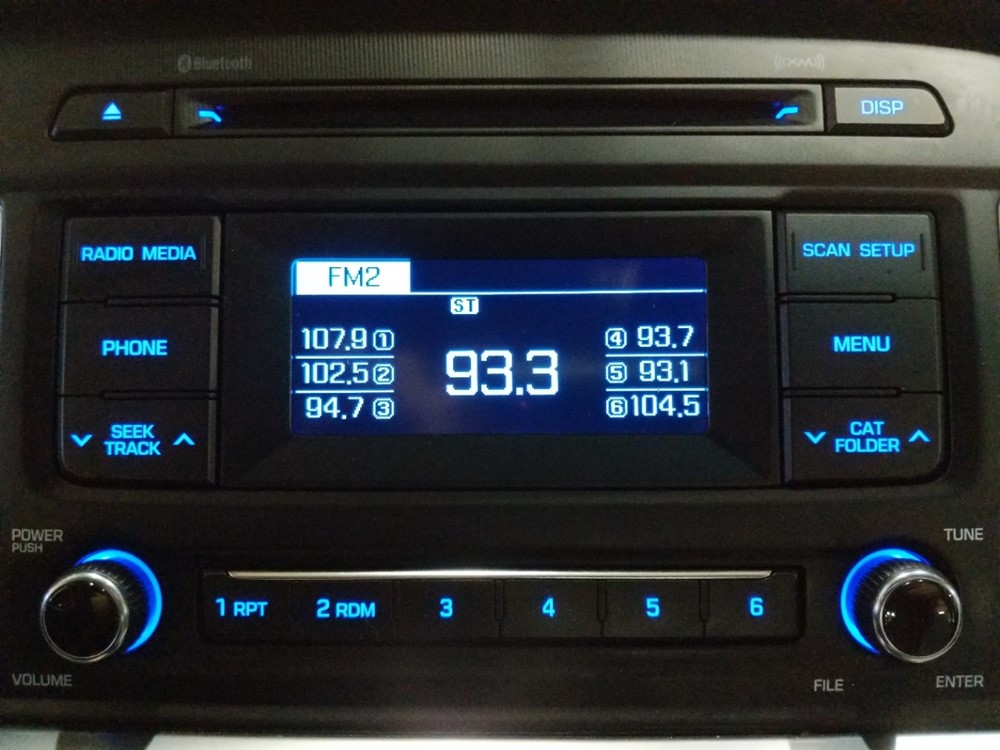 Bluetooth
((XM))
DISP
RADIO MEDIA
SCAN SETUP
FM2
ST
107.9 1
102.5 2
94.7 3
93.3
4 93.7
5 93.1
6 104.5
PHONE
MENU
SEEK
TRACK
CAT
FOLDER
POWER
PUSH
TUNE
1 RPT
2 RDM
3
4
5
6
VOLUME
FILE
ENTER